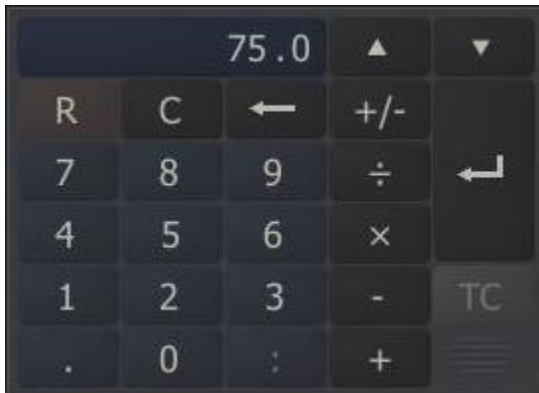 75.0 ▲ ▼
R C ← +/-
7 8 9 ÷ ↵
4 5 6 ×
1 2 3 - TC
. 0 : +